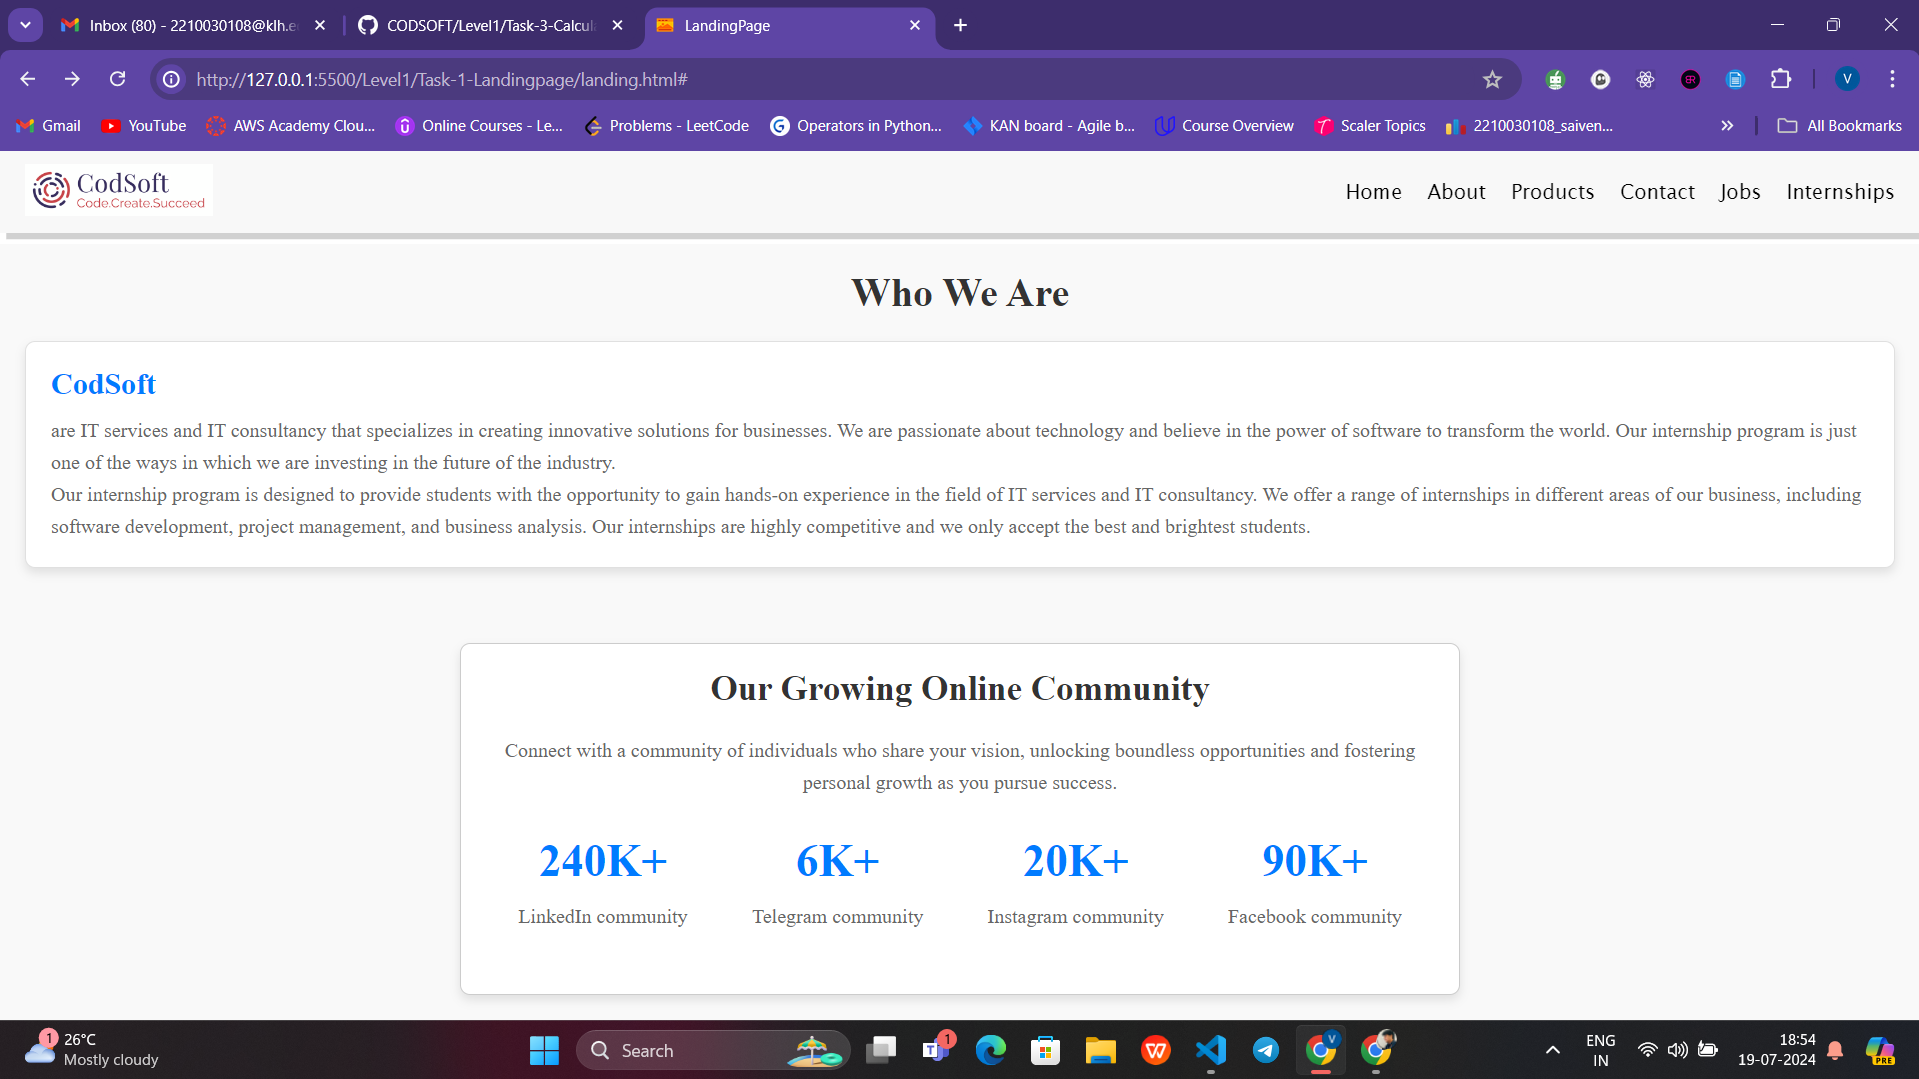 Inbox (80) - 2210030108@klh.e
CODSOFT/Level1/Task-3-Calcul
LandingPage
http://127.0.0.1:5500/Level1/Task-1-Landingpage/landing.html#
V
Gmail
YouTube
AWS Academy Clou...
Online Courses - Le...
Problems - LeetCode
Operators in Python...
KAN board - Agile b...
Course Overview
Scaler Topics
2210030108_saiven...
All Bookmarks
CodSoft
Code.Create.Succeed
Home About Products Contact Jobs Internships
Who We Are
CodSoft
are IT services and IT consultancy that specializes in creating innovative solutions for businesses. We are passionate about technology and believe in the power of software to transform the world. Our internship program is just
one of the ways in which we are investing in the future of the industry.
Our internship program is designed to provide students with the opportunity to gain hands-on experience in the field of IT services and IT consultancy. We offer a range of internships in different areas of our business, including
software development, project management, and business analysis. Our internships are highly competitive and we only accept the best and brightest students.
Our Growing Online Community
Connect with a community of individuals who share your vision, unlocking boundless opportunities and fostering
personal growth as you pursue success.
240K+ 6K+ 20K+ 90K+
LinkedIn community Telegram community Instagram community Facebook community
1
26°C
Mostly cloudy
Search
1
V
ENG
IN
18:54
19-07-2024
PRE